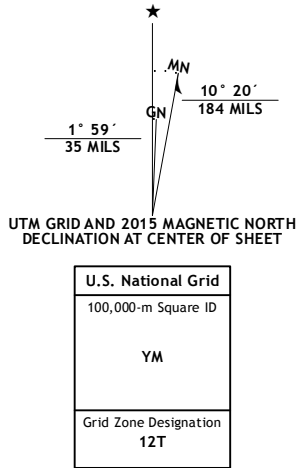 MN
GN
10° 20´
184 MILS
1° 59´
35 MILS
UTM GRID AND 2015 MAGNETIC NORTH
DECLINATION AT CENTER OF SHEET
U.S. National Grid
100,000-m Square ID
YM
Grid Zone Designation
12T